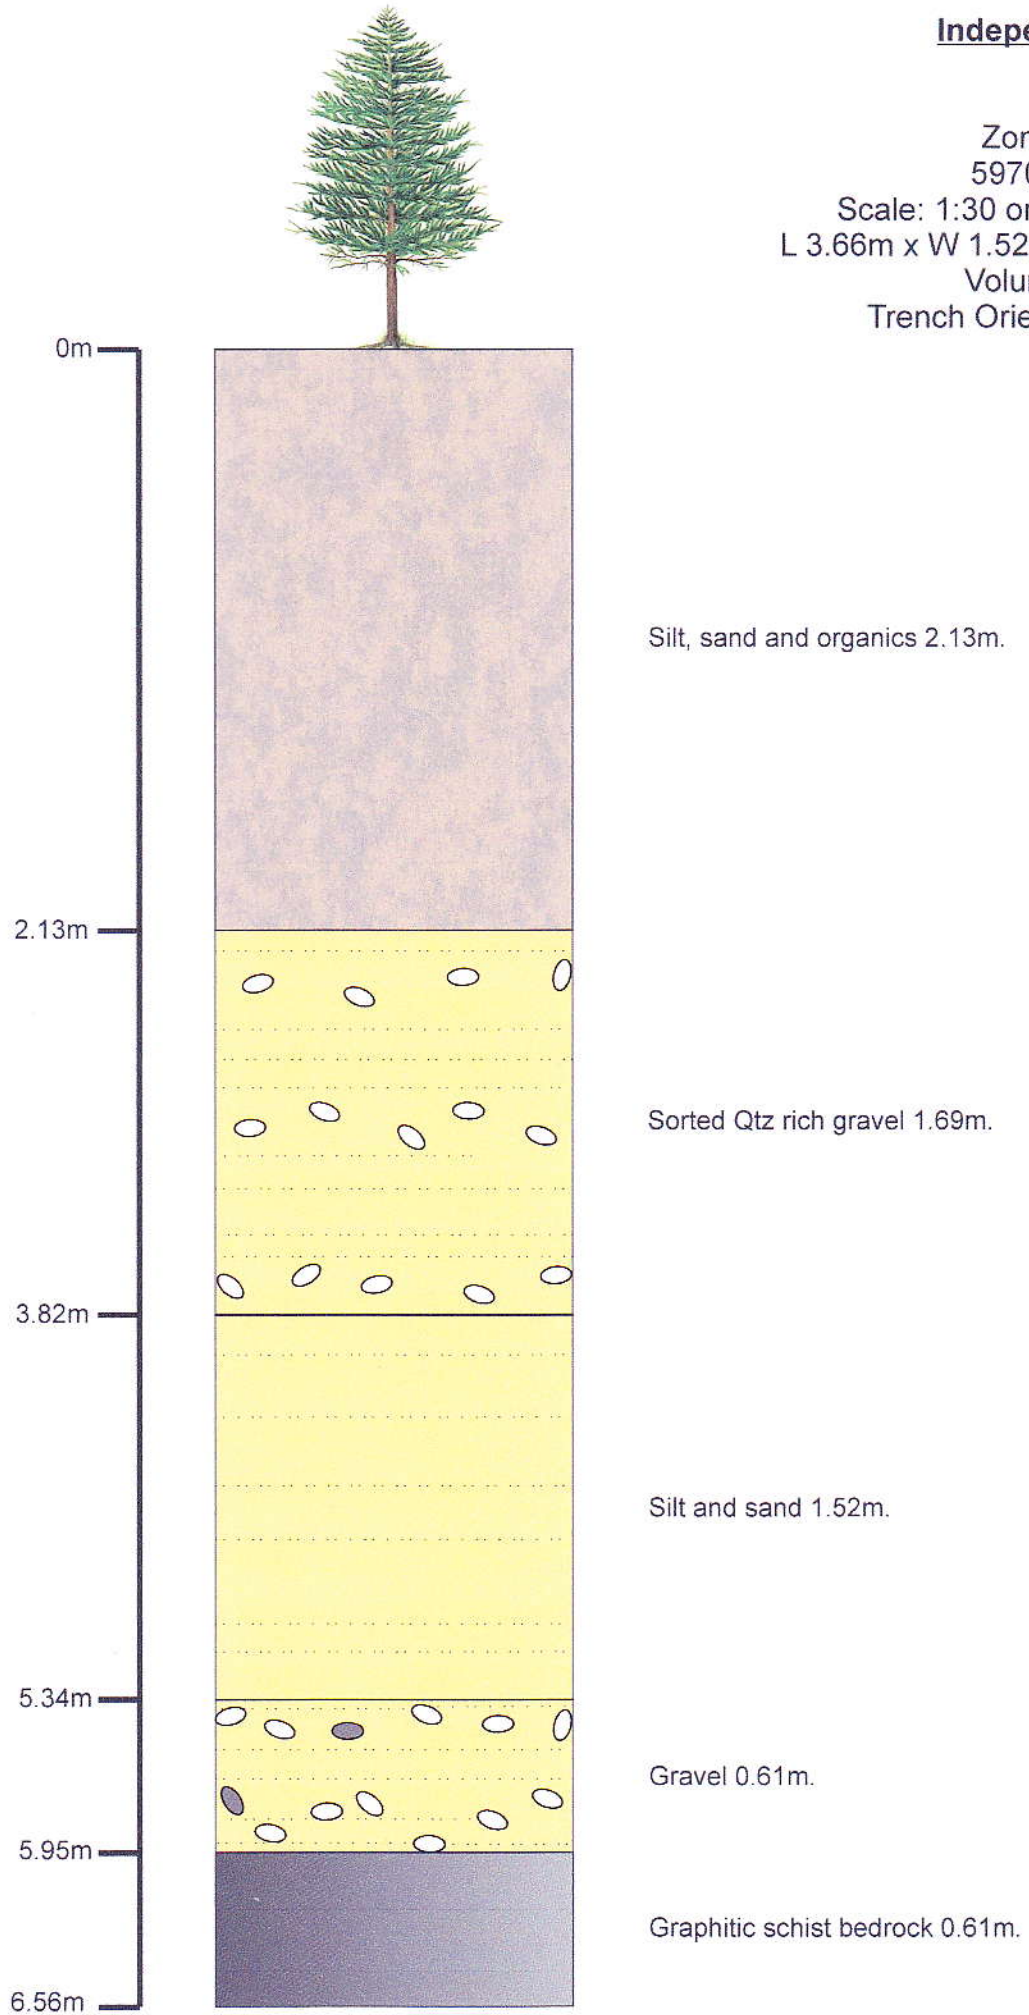 Indepe
Zon
5970
Scale: 1:30 or
L 3.66m x W 1.52
Volu
Trench Orie
0m
Silt, sand and organics 2.13m.
2.13m
Sorted Qtz rich gravel 1.69m.
3.82m
Silt and sand 1.52m.
5.34m
Gravel 0.61m.
5.95m
Graphitic schist bedrock 0.61m.
6.56m